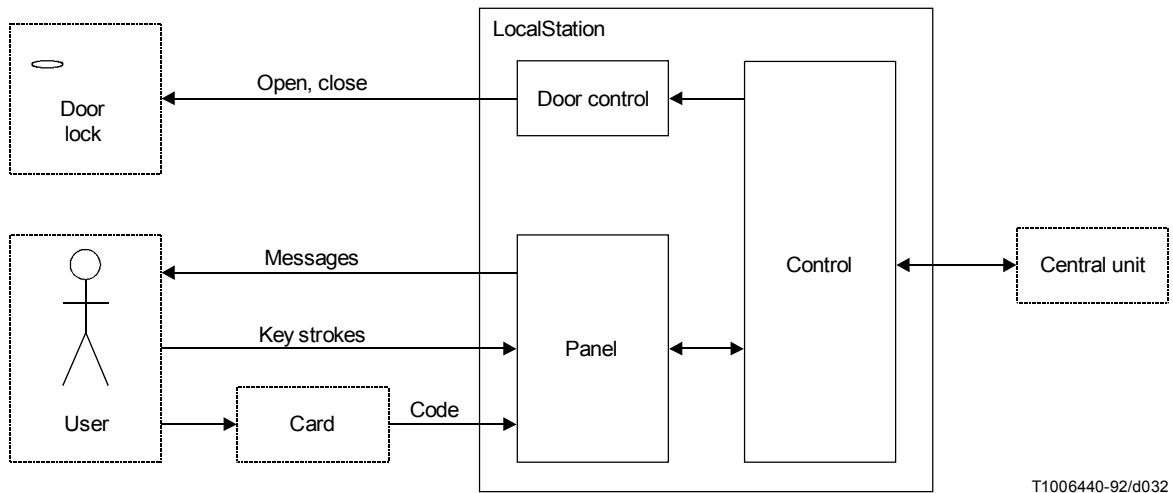 LocalStation
Open, close
Door control
Door
lock
Messages
Control
Central unit
Key strokes
Panel
User
Card
Code
T1006440-92/d032